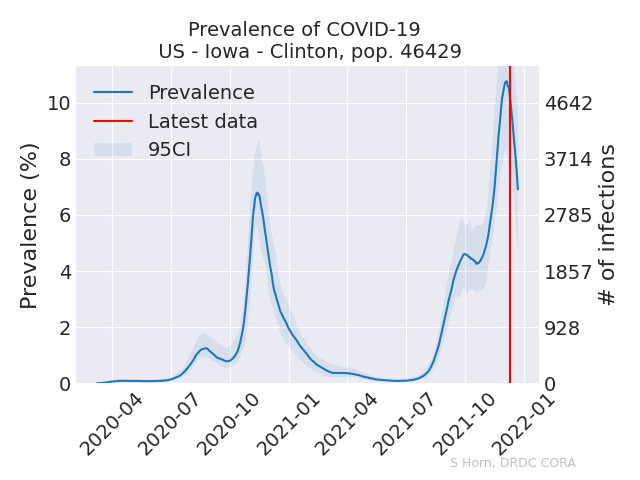 Prevalence of COVID-19
US - Iowa - Clinton, pop. 46429
Prevalence
Latest data
95CI
Prevalence (%)
10
8
6
4
2
0
4642
3714
2785
1857
928
0
# of infections
2020-04
2020-07
2020-10
2021-01
2021-04
2021-07
2021-10
2022-01
S Horn, DRDC CORA